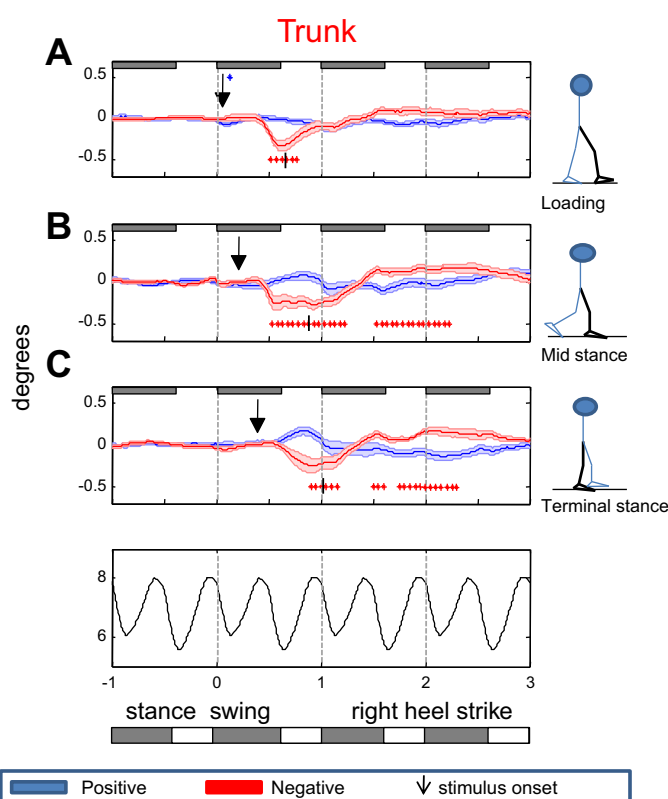 Trunk
A
0.5
0
-0.5
Loading
B
0.5
0
-0.5
Mid stance
C
0.5
0
-0.5
Terminal stance
degrees
8
6
-1 0 1 2 3
stance swing right heel strike
Positive Negative stimulus onset